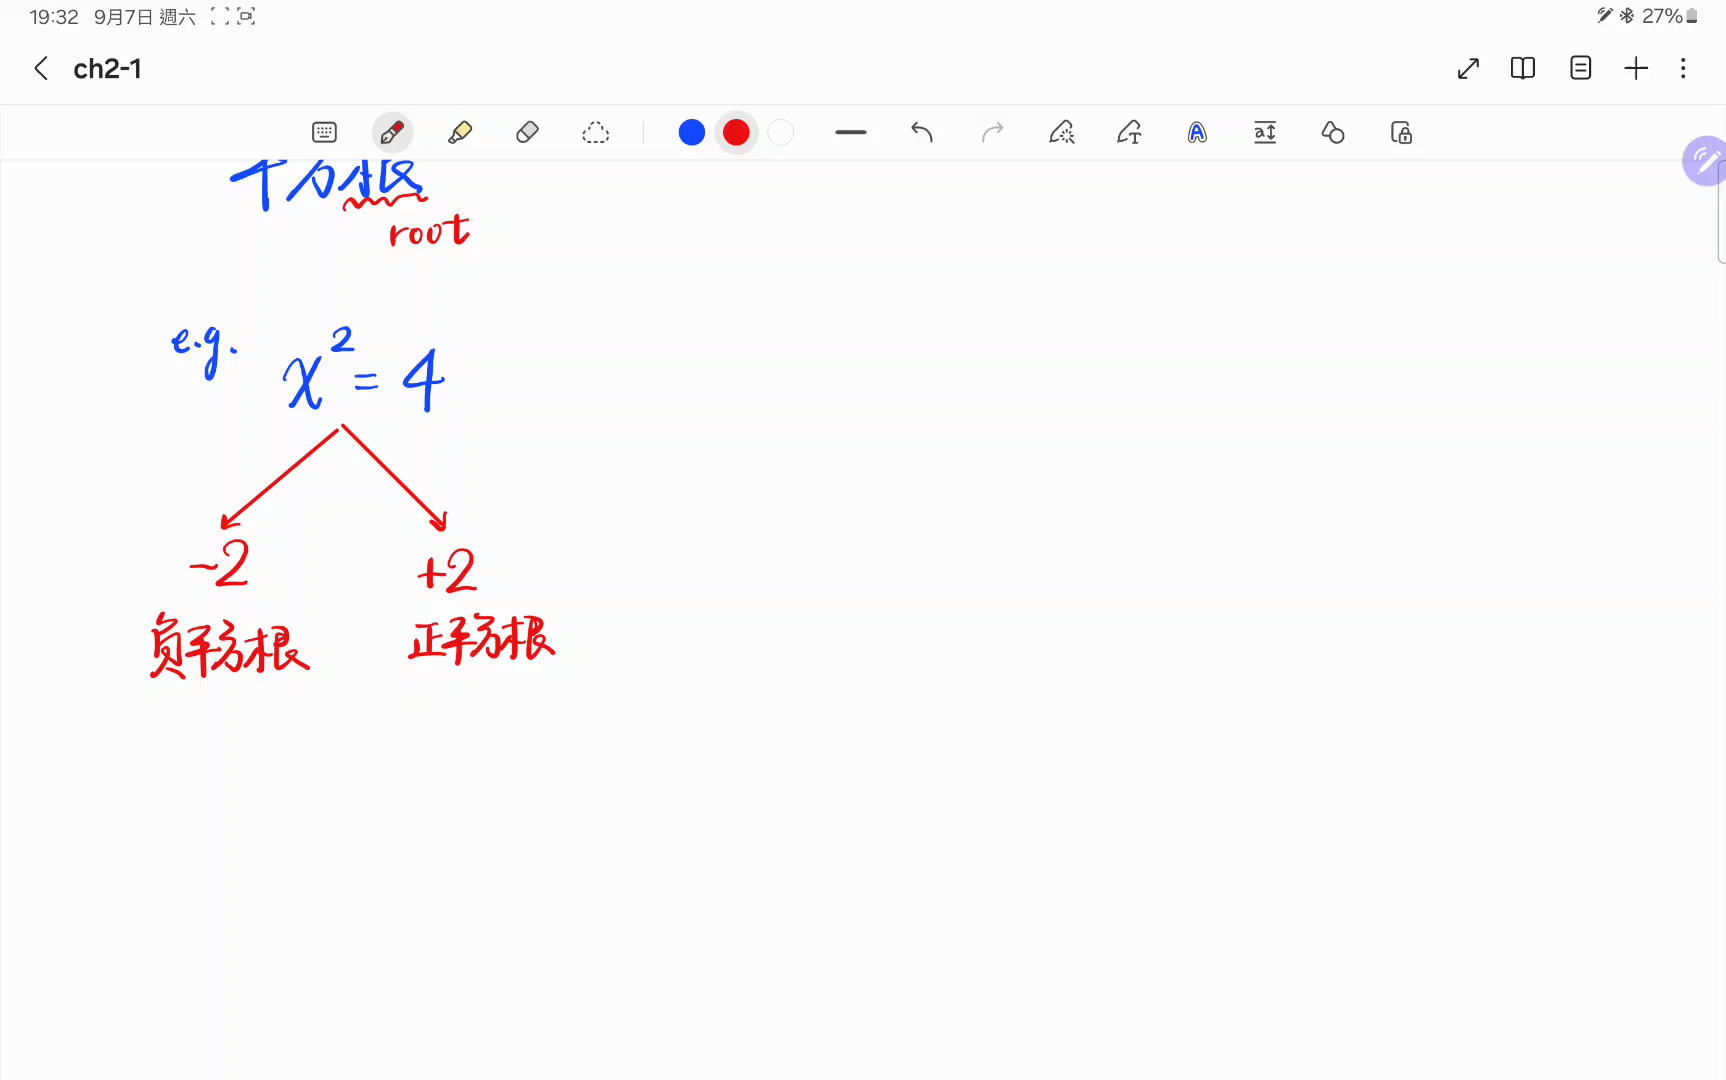 19:32 9月7日 週六 27%
ch2-1
平方根
root
e.g. x² = 4
-2 +2
负平方根 正平方根